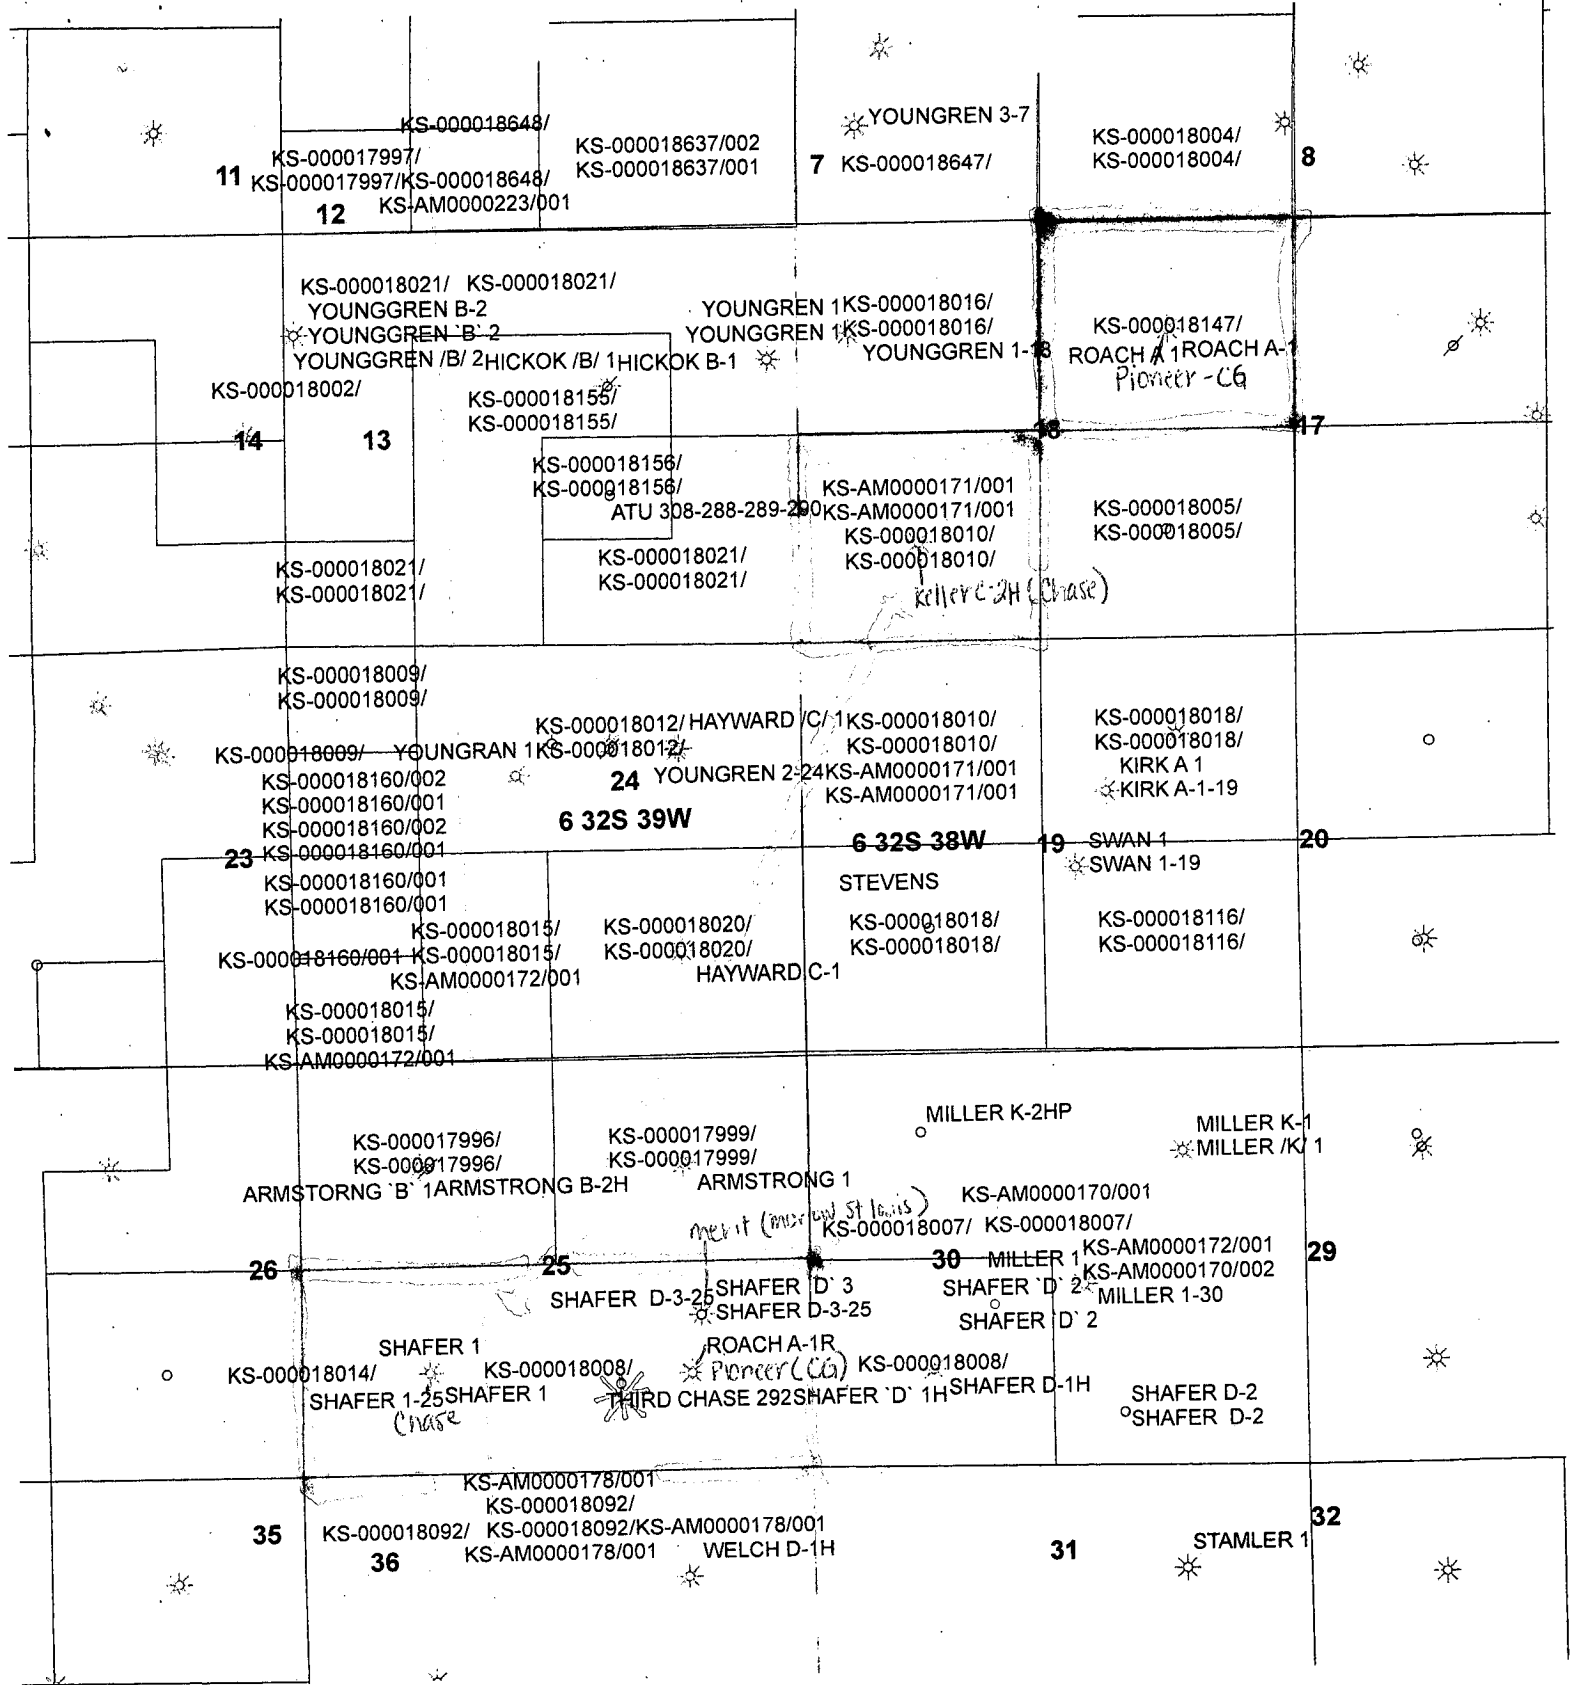 YOUNGREN 3-7
KS-000018648/
KS-000018637/002
KS-000018637/001
KS-000018004/
KS-000018004/
KS-000017997/
11
KS-000017997/KS-000018648/
7
KS-000018647/
8
12
KS-AM0000223/001
KS-000018021/ KS-000018021/
YOUNGGREN B-2
YOUNGGREN `B` 2
YOUNGGREN /B/ 2 HICKOK /B/ 1 HICKOK B-1
YOUNGREN 1 KS-000018016/
YOUNGGREN 1 KS-000018016/
YOUNGGREN 1-18
KS-000018147/
ROACH A 1 ROACH A-1
Pioneer - CG
KS-000018002/
KS-000018155/
KS-000018155/
14
13
18
17
KS-000018156/
KS-000018156/
ATU 308-288-289-290
KS-AM0000171/001
KS-AM0000171/001
KS-000018010/
KS-000018010/
KS-000018005/
KS-000018005/
KS-000018021/
KS-000018021/
KS-000018021/
KS-000018021/
Keller C-2H (Chase)
KS-000018009/
KS-000018009/
KS-000018009/
YOUNGRAN 1 KS-000018012/
KS-000018012/ HAYWARD /C/ 1
KS-000018010/
KS-000018010/
KS-AM0000171/001
KS-AM0000171/001
KS-000018018/
KS-000018018/
KIRK A 1
KIRK A-1-19
24
YOUNGREN 2-24
6 32S 39W
KS-000018160/002
KS-000018160/001
KS-000018160/002
23
KS-000018160/001
KS-000018160/001
KS-000018160/001
6 32S 38W
19
SWAN 1
SWAN 1-19
20
STEVENS
KS-000018160/001
KS-000018015/
KS-000018015/
KS-AM0000172/001
KS-000018020/
KS-000018020/
HAYWARD C-1
KS-000018018/
KS-000018018/
KS-000018116/
KS-000018116/
KS-000018015/
KS-000018015/
KS-AM0000172/001
MILLER K-2HP
MILLER K-1
MILLER /K/ 1
KS-000017996/
KS-000017996/
ARMSTORNG `B` 1 ARMSTRONG B-2H
KS-000017999/
KS-000017999/
ARMSTRONG 1
KS-AM0000170/001
merit (St louis)
KS-000018007/ KS-000018007/
26
25
30
MILLER 1
KS-AM0000172/001
KS-AM0000170/002
29
SHAFER D-3-25
SHAFER `D` 3
SHAFER D-3-25
SHAFER `D` 2
MILLER 1-30
SHAFER `D` 2
SHAFER 1
ROACH A-1R
Pioneer (CG)
KS-000018014/
KS-000018008/
KS-000018008/
SHAFER 1-25 SHAFER 1
Chase
THIRD CHASE 292 SHAFER `D` 1H SHAFER D-1H
SHAFER D-2
SHAFER D-2
KS-AM0000178/001
KS-000018092/
35
KS-000018092/ KS-000018092/KS-AM0000178/001
36
KS-AM0000178/001
WELCH D-1H
31
STAMLER 1
32